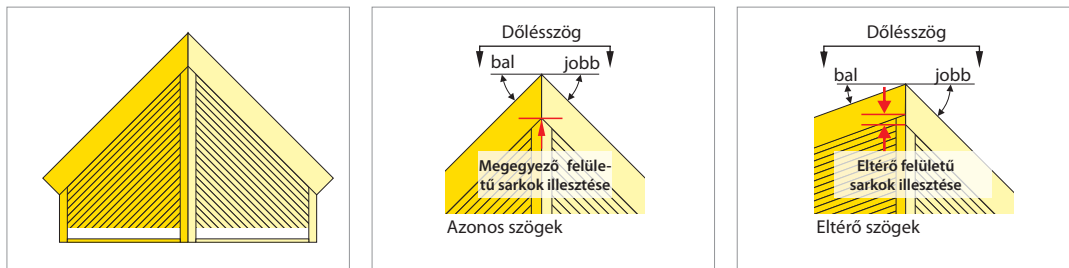 Dőlésszög
bal
jobb
Megegyező felüle-
tű sarkok illesztése
Azonos szögek
Dőlésszög
bal
jobb
Eltérő felületű
sarkok illesztése
Eltérő szögek